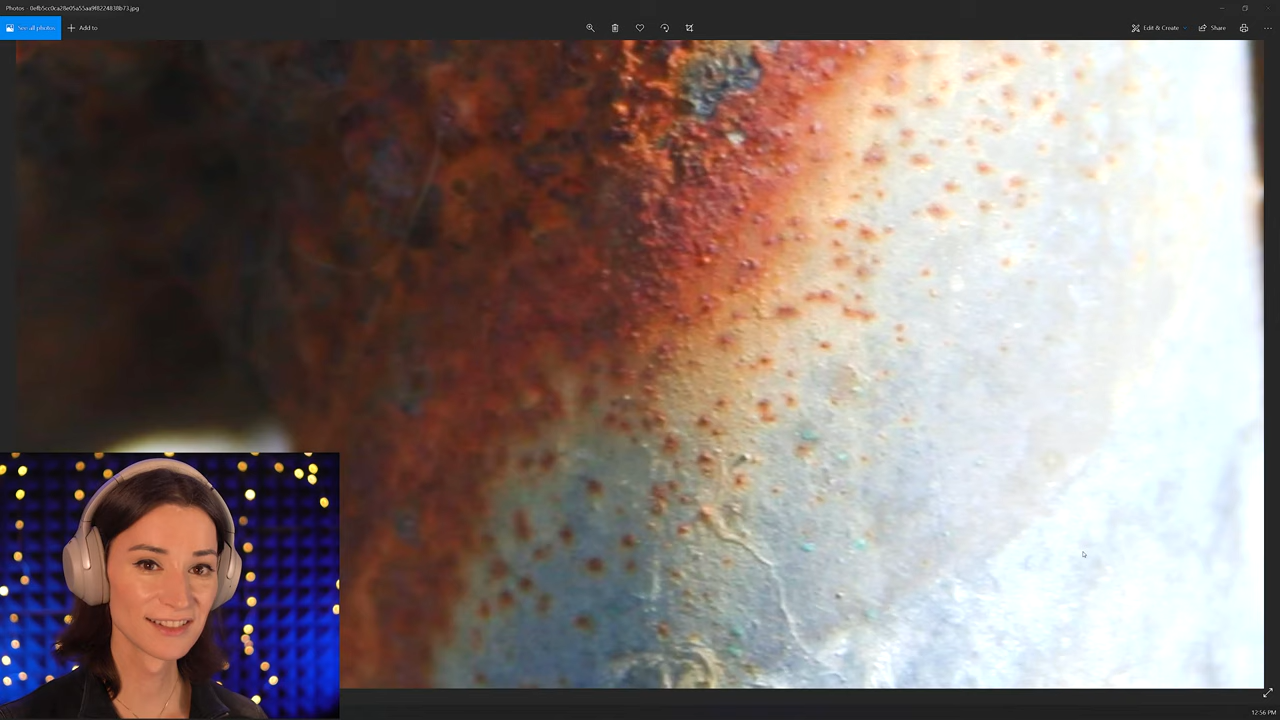 Photos - 0efb5cc0ca28e05a55aa9f8224838b73.jpg
See all photos
Add to
Edit & Create
Share
12:56 PM